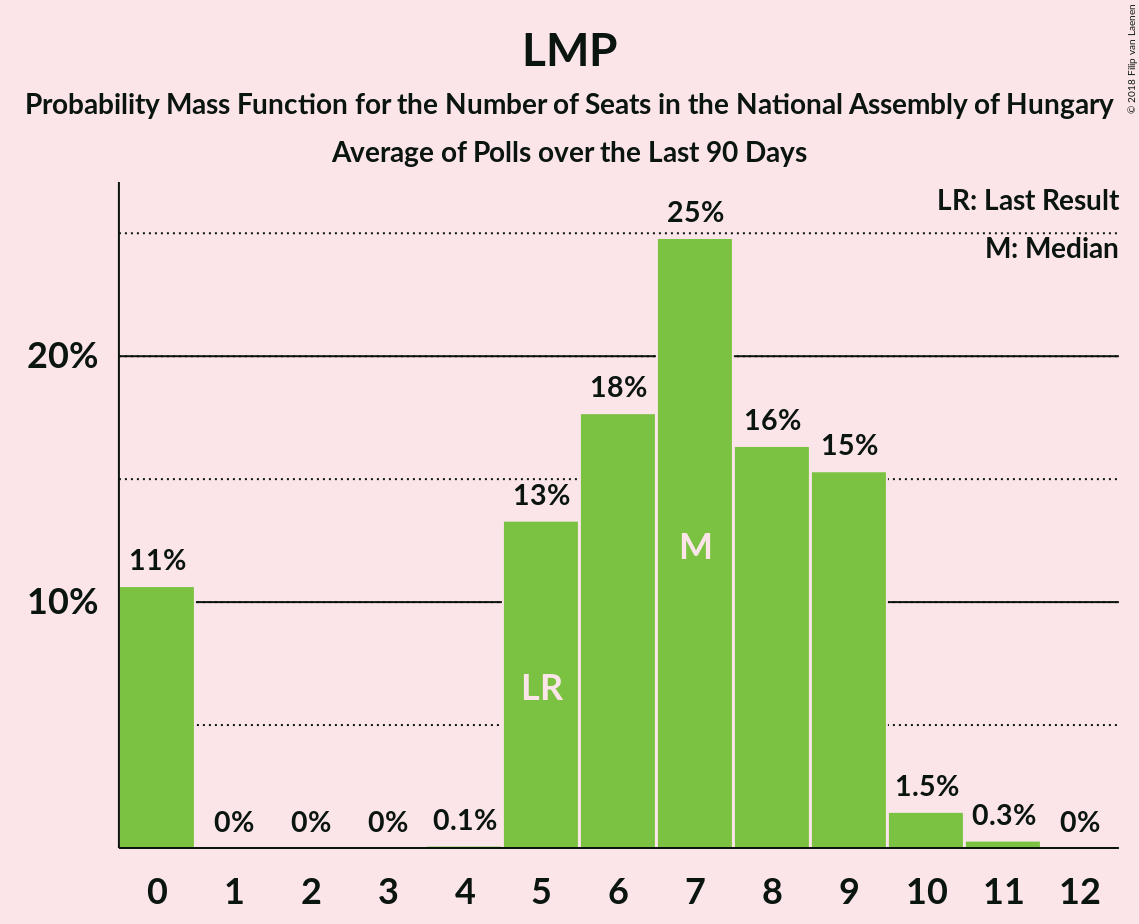 LMP
Probability Mass Function for the Number of Seats in the National Assembly of Hungary
Average of Polls over the Last 90 Days
© 2018 Filip van Laenen
LR: Last Result
M: Median
25%
20%
18%
16%
15%
13%
11%
10%
M
LR
0%
0%
0%
0.1%
1.5%
0.3%
0%
0 1 2 3 4 5 6 7 8 9 10 11 12